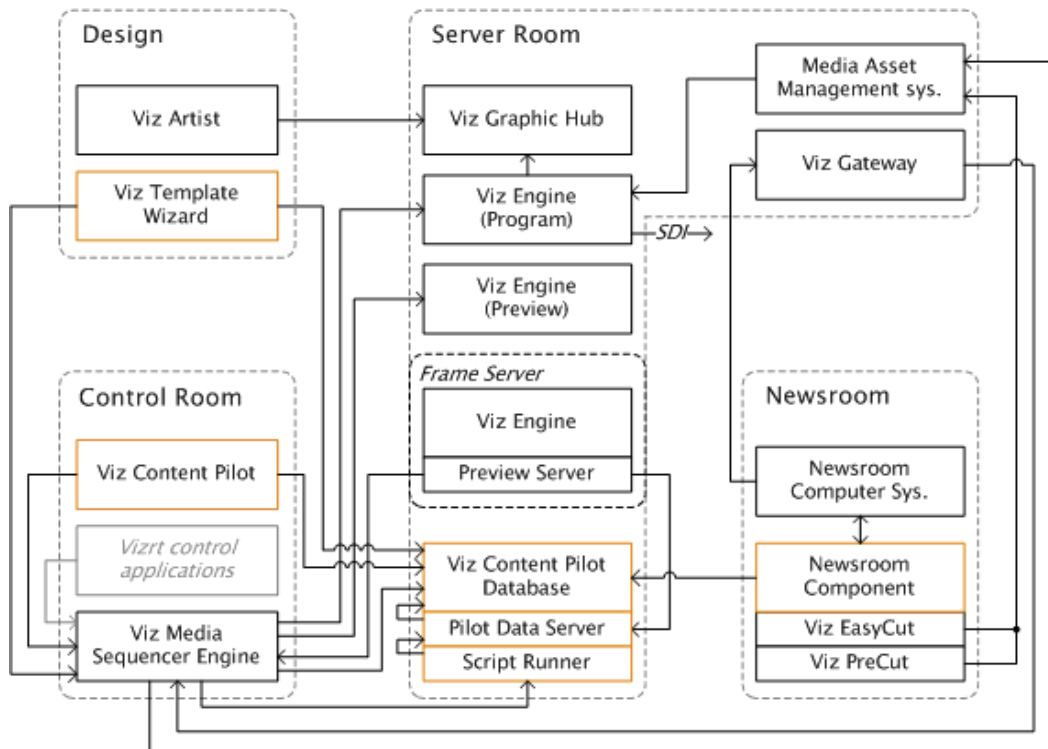 Design
Viz Artist
Viz Template
Wizard
Server Room
Viz Graphic Hub
Viz Engine
(Program)
SDI
Viz Engine
(Preview)
Media Asset
Management sys.
Viz Gateway
Frame Server
Viz Engine
Preview Server
Viz Content Pilot
Database
Pilot Data Server
Script Runner
Control Room
Viz Content Pilot
Vizrt control
applications
Viz Media
Sequencer Engine
Newsroom
Newsroom
Computer Sys.
Newsroom
Component
Viz EasyCut
Viz PreCut